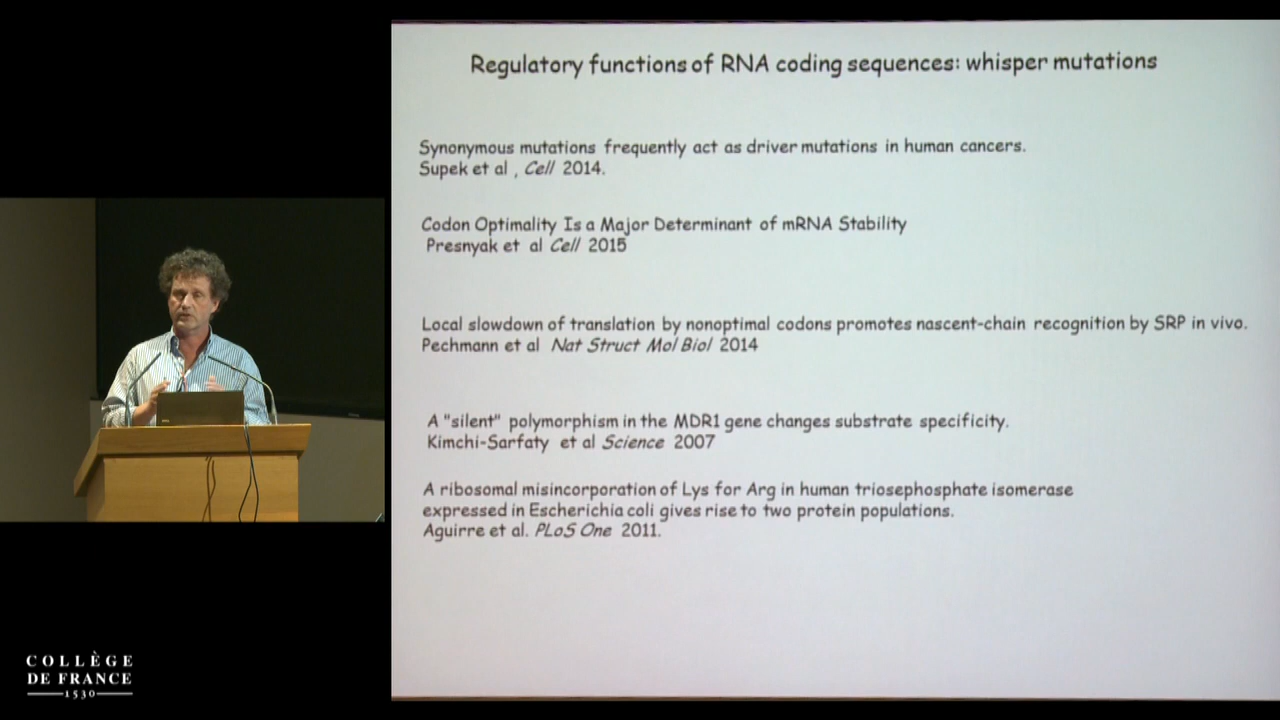 Regulatory functions of RNA coding sequences: whisper mutations
Synonymous mutations frequently act as driver mutations in human cancers.
Supek et al , Cell 2014.
Codon Optimality Is a Major Determinant of mRNA Stability
Presnyak et al Cell 2015
Local slowdown of translation by nonoptimal codons promotes nascent-chain recognition by SRP in vivo.
Pechmann et al Nat Struct Mol Biol 2014
A "silent" polymorphism in the MDR1 gene changes substrate specificity.
Kimchi-Sarfaty et al Science 2007
A ribosomal misincorporation of Lys for Arg in human triosephosphate isomerase
expressed in Escherichia coli gives rise to two protein populations.
Aguirre et al. PLoS One 2011.
COLLÈGE
DE FRANCE
1530